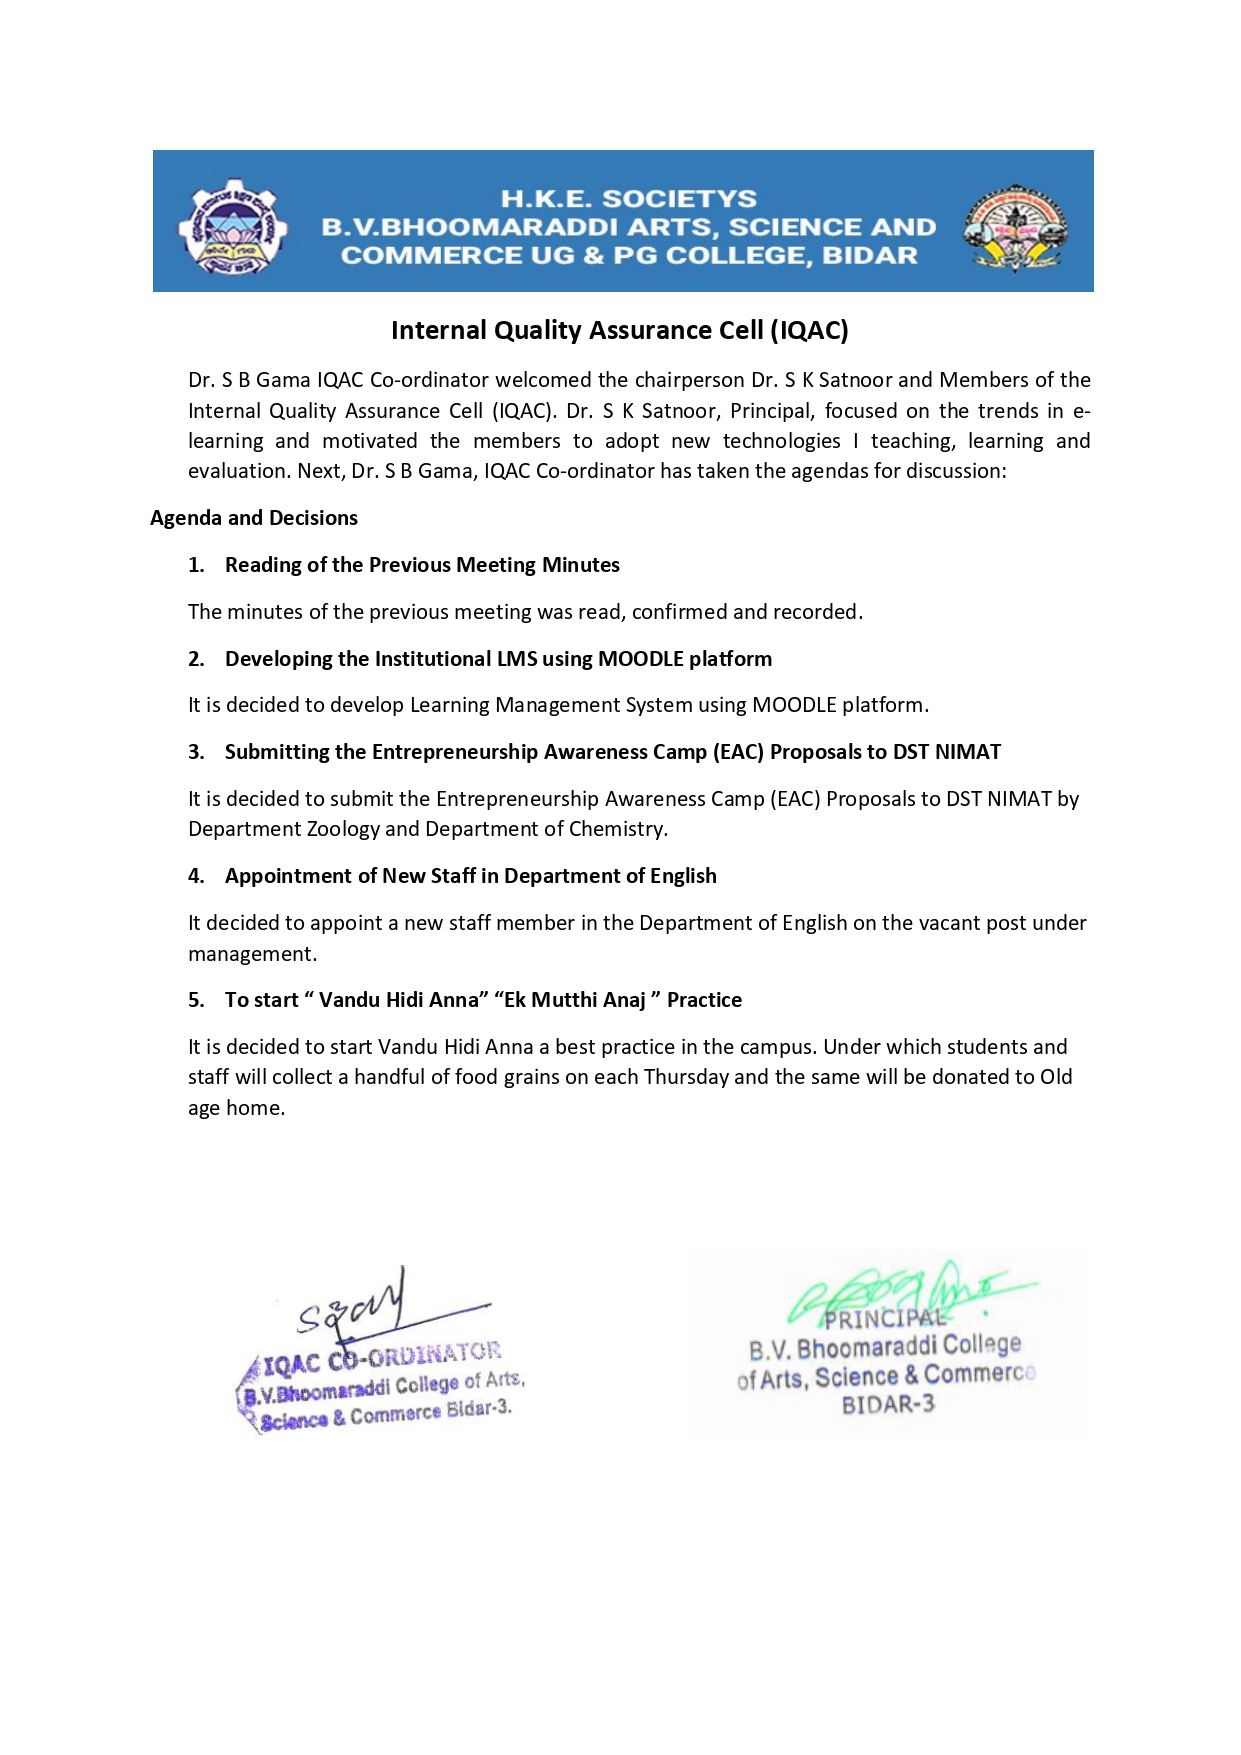 H.K.E. SOCIETYS
B.V.BHOOMARADDI ARTS, SCIENCE AND
COMMERCE UG & PG COLLEGE, BIDAR
Internal Quality Assurance Cell (IQAC)
Dr. S B Gama IQAC Co-ordinator welcomed the chairperson Dr. S K Satnoor and Members of the
Internal Quality Assurance Cell (IQAC). Dr. S K Satnoor, Principal, focused on the trends in e-
learning and motivated the members to adopt new technologies I teaching, learning and
evaluation. Next, Dr. S B Gama, IQAC Co-ordinator has taken the agendas for discussion:
Agenda and Decisions
1. Reading of the Previous Meeting Minutes
The minutes of the previous meeting was read, confirmed and recorded.
2. Developing the Institutional LMS using MOODLE platform
It is decided to develop Learning Management System using MOODLE platform.
3. Submitting the Entrepreneurship Awareness Camp (EAC) Proposals to DST NIMAT
It is decided to submit the Entrepreneurship Awareness Camp (EAC) Proposals to DST NIMAT by
Department Zoology and Department of Chemistry.
4. Appointment of New Staff in Department of English
It decided to appoint a new staff member in the Department of English on the vacant post under
management.
5. To start “ Vandu Hidi Anna” “Ek Mutthi Anaj ” Practice
It is decided to start Vandu Hidi Anna a best practice in the campus. Under which students and
staff will collect a handful of food grains on each Thursday and the same will be donated to Old
age home.
IQAC CO-ORDINATOR
B.V.Bhoomaraddi College of Arts,
Science & Commerce Bidar-3.
PRINCIPAL
B.V. Bhoomaraddi College
of Arts, Science & Commerce
BIDAR-3